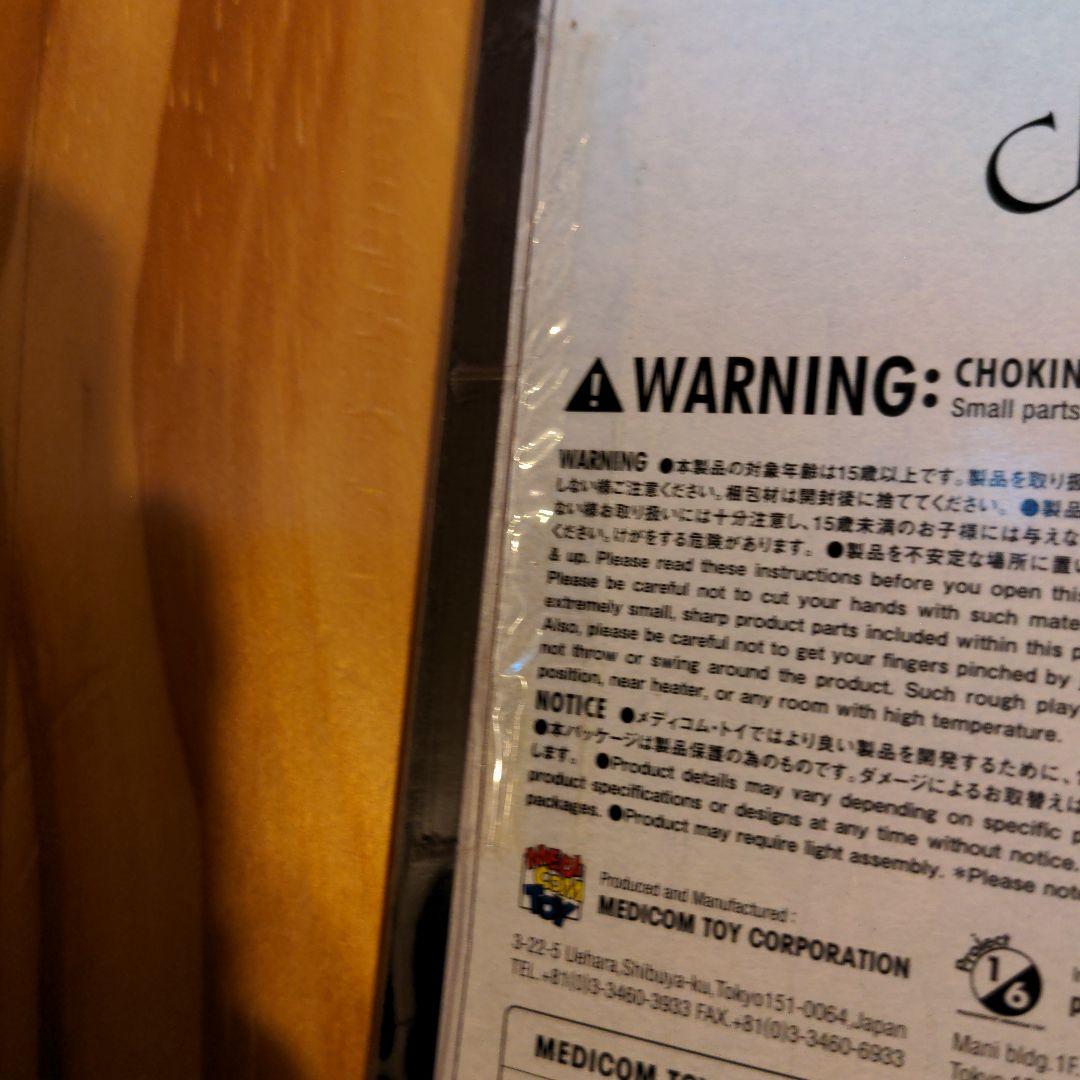 WARNING: CHOKIN
Small parts
WARNING ●本製品の対象年齢は15歳以上です。製品を取り扱
しない様ご注意ください。梱包材は開封後に捨ててください。 ●製品
ない様お取り扱いには十分注意し、15歳未満のお子様には与えな
ください。けがをする危険があります。 ●製品を不安定な場所に置い
& up. Please read these instructions before you open this
Please be careful not to cut your hands with such mate
extremely small, sharp product parts included within this p
Also, please be careful not to get your fingers pinched by
not throw or swing around the product. Such rough play
position, near heater, or any room with high temperature.
NOTICE ●メディコム・トイではより良い製品を開発するために、
●本パッケージは製品保護の為のものです。ダメージによるお取替えは
します。 ●Product details may vary depending on specific p
product specifications or designs at any time without notice.
packages. ●Product may require light assembly. *Please not
MEDI COM TOY
Produced and Manufactured :
MEDICOM TOY CORPORATION
3-22-5 Uehara,Shibuya-ku,Tokyo151-0064,Japan
TEL.+81(0)3-3460-3933 FAX.+81(0)3-3460-6933
Project 1/6
Mani bldg.1F
MEDICOM TO